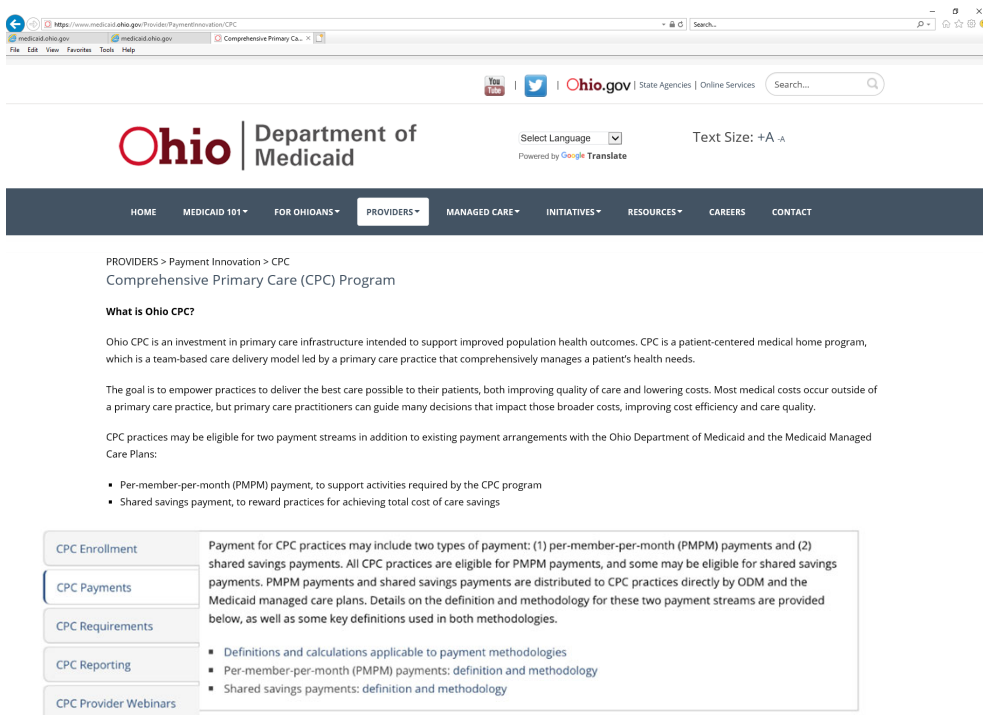 https://www.medicaid.ohio.gov/Provider/PaymentInnovation/CPC
Search...
medicaid.ohio.gov
medicaid.ohio.gov
Comprehensive Primary Ca...
File Edit View Favorites Tools Help
You Tube | | Ohio.gov | State Agencies | Online Services Search...
Ohio Department of
Medicaid
Select Language
Powered by Google Translate
Text Size: +A -A
HOME MEDICAID 101 FOR OHIOANS PROVIDERS MANAGED CARE INITIATIVES RESOURCES CAREERS CONTACT
PROVIDERS > Payment Innovation > CPC
Comprehensive Primary Care (CPC) Program
What is Ohio CPC?
Ohio CPC is an investment in primary care infrastructure intended to support improved population health outcomes. CPC is a patient-centered medical home program,
which is a team-based care delivery model led by a primary care practice that comprehensively manages a patient's health needs.
The goal is to empower practices to deliver the best care possible to their patients, both improving quality of care and lowering costs. Most medical costs occur outside of
a primary care practice, but primary care practitioners can guide many decisions that impact those broader costs, improving cost efficiency and care quality.
CPC practices may be eligible for two payment streams in addition to existing payment arrangements with the Ohio Department of Medicaid and the Medicaid Managed
Care Plans:
▪ Per-member-per-month (PMPM) payment, to support activities required by the CPC program
▪ Shared savings payment, to reward practices for achieving total cost of care savings
CPC Enrollment
CPC Payments
CPC Requirements
CPC Reporting
CPC Provider Webinars
Payment for CPC practices may include two types of payment: (1) per-member-per-month (PMPM) payments and (2)
shared savings payments. All CPC practices are eligible for PMPM payments, and some may be eligible for shared savings
payments. PMPM payments and shared savings payments are distributed to CPC practices directly by ODM and the
Medicaid managed care plans. Details on the definition and methodology for these two payment streams are provided
below, as well as some key definitions used in both methodologies.
▪ Definitions and calculations applicable to payment methodologies
▪ Per-member-per-month (PMPM) payments: definition and methodology
▪ Shared savings payments: definition and methodology